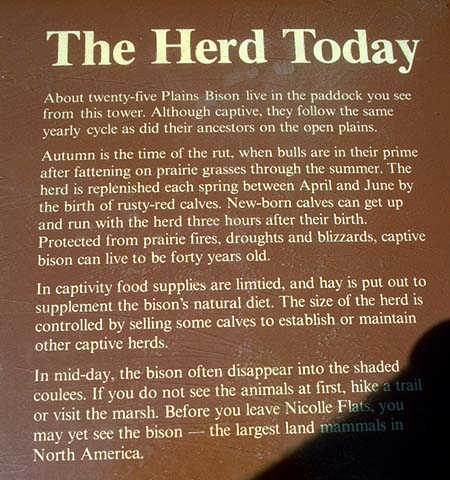 The Herd Today
About twenty-five Plains Bison live in the paddock you see
from this tower. Although captive, they follow the same
yearly cycle as did their ancestors on the open plains.
Autumn is the time of the rut, when bulls are in their prime
after fattening on prairie grasses through the summer. The
herd is replenished each spring between April and June by
the birth of rusty-red calves. New-born calves can get up
and run with the herd three hours after their birth.
Protected from prairie fires, droughts and blizzards, captive
bison can live to be forty years old.
In captivity food supplies are limtied, and hay is put out to
supplement the bison's natural diet. The size of the herd is
controlled by selling some calves to establish or maintain
other captive herds.
In mid-day, the bison often disappear into the shaded
coulees. If you do not see the animals at first, hike a trail
or visit the marsh. Before you leave Nicolle Flats, you
may yet see the bison — the largest land mammals in
North America.